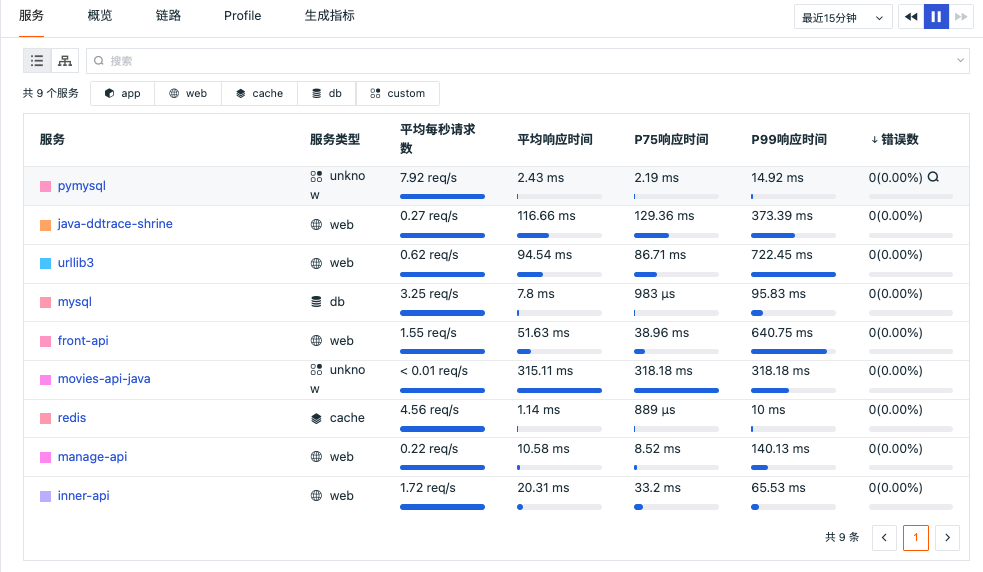 服务 概览 链路 Profile 生成指标 最近15分钟
搜索
共 9 个服务 app web cache db custom
服务 服务类型 平均每秒请求数 平均响应时间 P75响应时间 P99响应时间 ↓错误数
pymysql unknow 7.92 req/s 2.43 ms 2.19 ms 14.92 ms 0(0.00%)
java-ddtrace-shrine web 0.27 req/s 116.66 ms 129.36 ms 373.39 ms 0(0.00%)
urllib3 web 0.62 req/s 94.54 ms 86.71 ms 722.45 ms 0(0.00%)
mysql db 3.25 req/s 7.8 ms 983 µs 95.83 ms 0(0.00%)
front-api web 1.55 req/s 51.63 ms 38.96 ms 640.75 ms 0(0.00%)
movies-api-java unknow < 0.01 req/s 315.11 ms 318.18 ms 318.18 ms 0(0.00%)
redis cache 4.56 req/s 1.14 ms 889 µs 10 ms 0(0.00%)
manage-api web 0.22 req/s 10.58 ms 8.52 ms 140.13 ms 0(0.00%)
inner-api web 1.72 req/s 20.31 ms 33.2 ms 65.53 ms 0(0.00%)
共 9 条 < 1 >